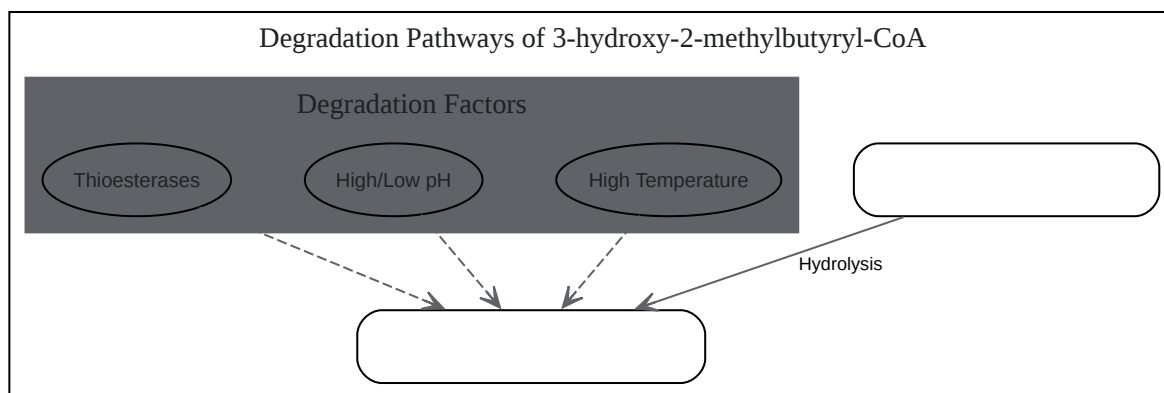 Degradation Pathways of 3-hydroxy-2-methylbutyryl-CoA
Degradation Factors
Thioesterases
High/Low pH
High Temperature
Hydrolysis